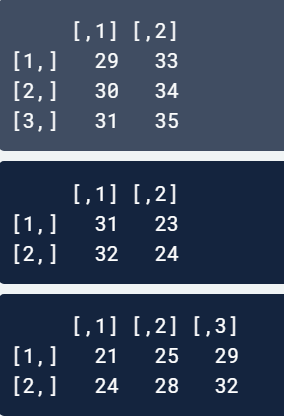 [,1] [,2]
[1,] 29 33
[2,] 30 34
[3,] 31 35
[,1] [,2]
[1,] 31 23
[2,] 32 24
[,1] [,2] [,3]
[1,] 21 25 29
[2,] 24 28 32